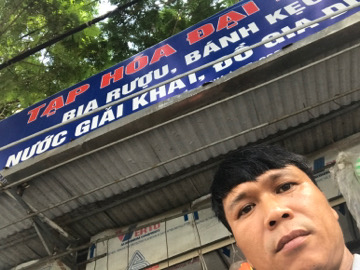 TẠP HÓA ĐẠI
BIA RƯỢU, BÁNH KẸO
NƯỚC GIẢI KHÁT, ĐỒ GIA